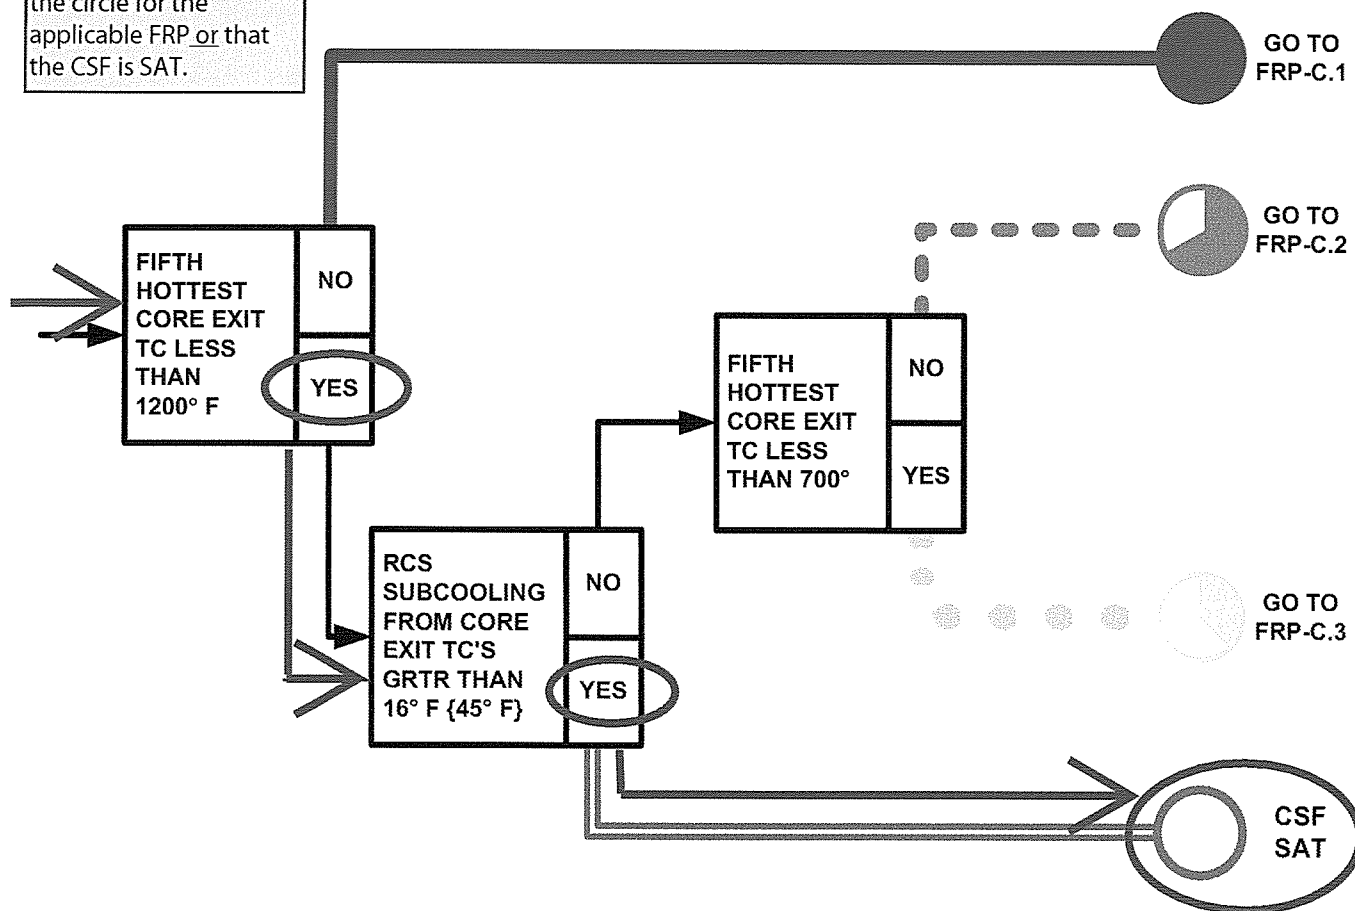 the circle for the
applicable FRP or that
the CSF is SAT.
GO TO
FRP-C.1
GO TO
FRP-C.2
FIFTH
HOTTEST
CORE EXIT
TC LESS
THAN
1200° F
NO
YES
FIFTH
HOTTEST
CORE EXIT
TC LESS
THAN 700°
NO
YES
RCS
SUBCOOLING
FROM CORE
EXIT TC'S
GRTR THAN
16° F {45° F}
NO
YES
GO TO
FRP-C.3
CSF
SAT